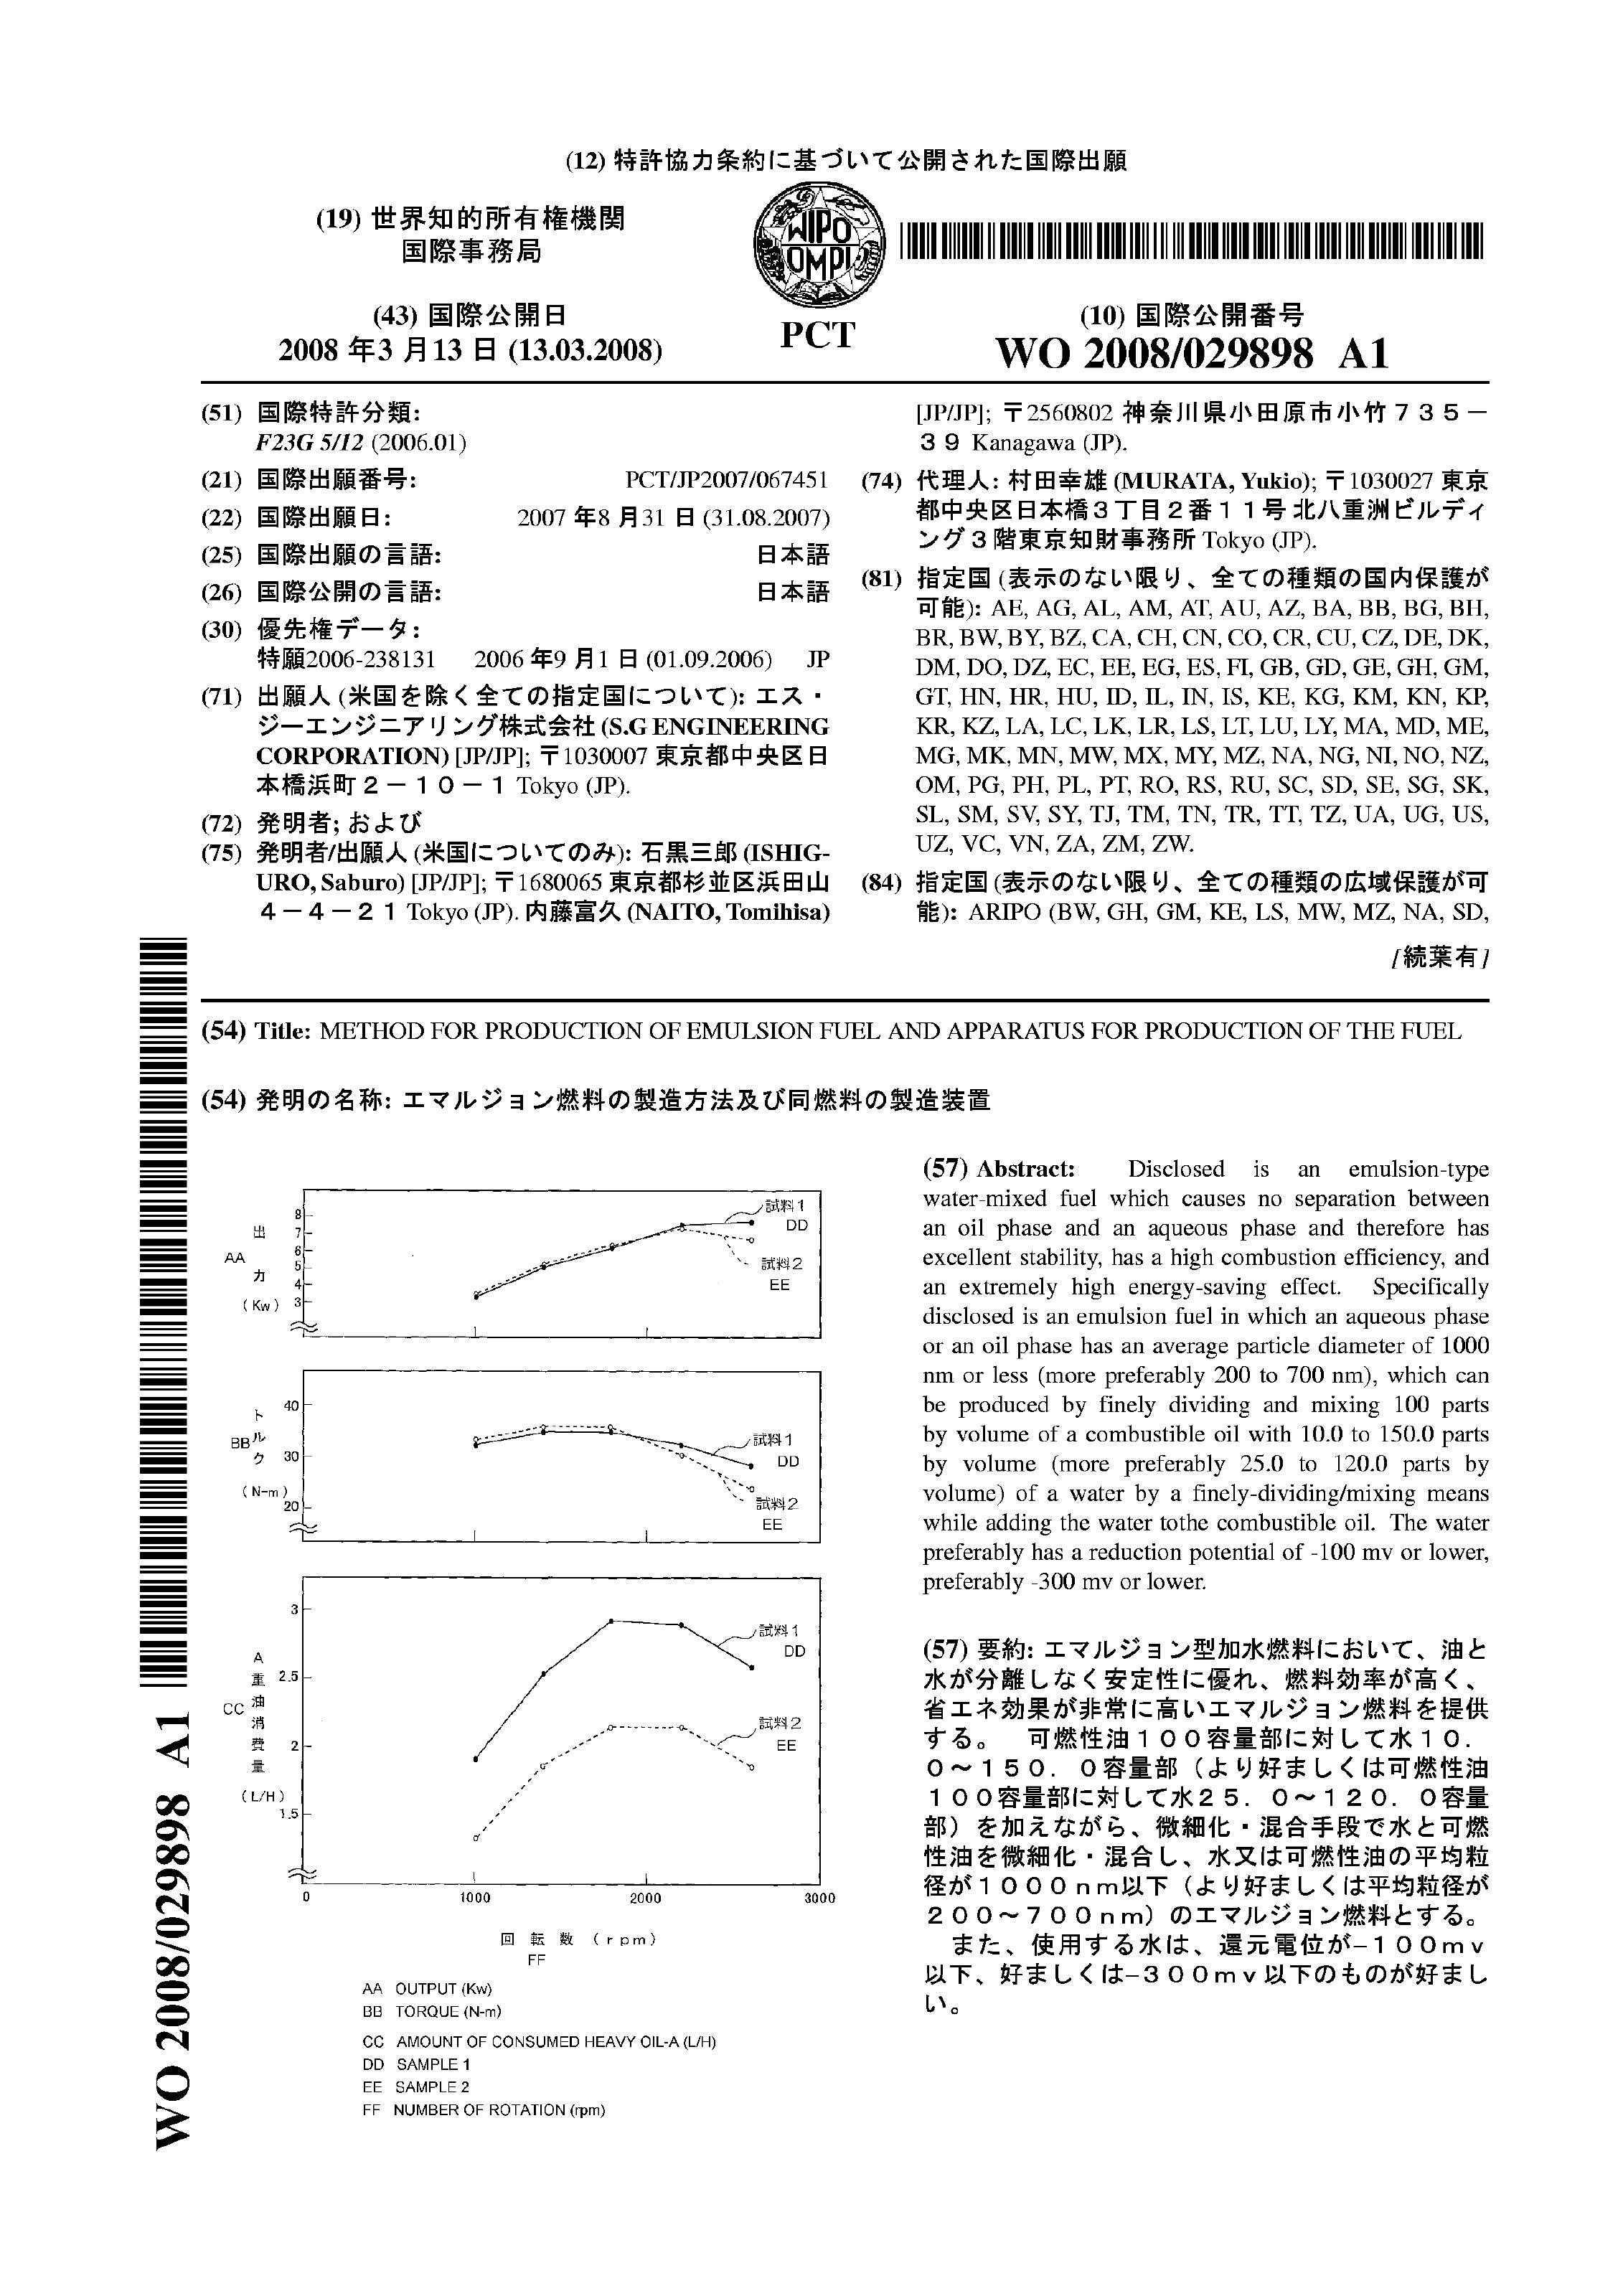 (12) 特許協力条約に基づいて公開された国際出願
(19) 世界知的所有権機関
国際事務局
WIPO
OMPI
(43) 国際公開日
2008 年3 月13 日 (13.03.2008)
PCT
(10) 国際公開番号
WO 2008/029898 A1
(51) 国際特許分類:
F23G 5/12 (2006.01)
(21) 国際出願番号: PCT/JP2007/067451
(22) 国際出願日: 2007 年8 月31 日 (31.08.2007)
(25) 国際出願の言語: 日本語
(26) 国際公開の言語: 日本語
(30) 優先権データ:
特願2006-238131 2006 年9 月1 日 (01.09.2006) JP
(71) 出願人 (米国を除く全ての指定国について): エス・
ジーエンジニアリング株式会社 (S.G ENGINEERING
CORPORATION) [JP/JP]; 〒1030007 東京都中央区日
本橋浜町２－１０－１ Tokyo (JP).
(72) 発明者; および
(75) 発明者/出願人 (米国についてのみ): 石黒三郎 (ISHIG-
URO, Saburo) [JP/JP]; 〒1680065 東京都杉並区浜田山
４－４－２１ Tokyo (JP). 内藤富久 (NAITO, Tomihisa)
[JP/JP]; 〒2560802 神奈川県小田原市小竹７３５－
３９ Kanagawa (JP).
(74) 代理人: 村田幸雄 (MURATA, Yukio); 〒1030027 東京
都中央区日本橋３丁目２番１１号 北八重洲ビルディ
ング３階東京知財事務所 Tokyo (JP).
(81) 指定国 (表示のない限り、全ての種類の国内保護が
可能): AE, AG, AL, AM, AT, AU, AZ, BA, BB, BG, BH,
BR, BW, BY, BZ, CA, CH, CN, CO, CR, CU, CZ, DE, DK,
DM, DO, DZ, EC, EE, EG, ES, FI, GB, GD, GE, GH, GM,
GT, HN, HR, HU, ID, IL, IN, IS, KE, KG, KM, KN, KP,
KR, KZ, LA, LC, LK, LR, LS, LT, LU, LY, MA, MD, ME,
MG, MK, MN, MW, MX, MY, MZ, NA, NG, NI, NO, NZ,
OM, PG, PH, PL, PT, RO, RS, RU, SC, SD, SE, SG, SK,
SL, SM, SV, SY, TJ, TM, TN, TR, TT, TZ, UA, UG, US,
UZ, VC, VN, ZA, ZM, ZW.
(84) 指定国 (表示のない限り、全ての種類の広域保護が可
能): ARIPO (BW, GH, GM, KE, LS, MW, MZ, NA, SD,
[続葉有]
(54) Title: METHOD FOR PRODUCTION OF EMULSION FUEL AND APPARATUS FOR PRODUCTION OF THE FUEL
(54) 発明の名称: エマルジョン燃料の製造方法及び同燃料の製造装置
AA 出力 (Kw)
8
7
6
5
4
3
試料1
DD
試料2
EE
BB トルク (N-m)
40
30
20
試料1
DD
試料2
EE
CC A重油消費量 (L/H)
3
2.5
2
1.5
試料1
DD
試料2
EE
0 1000 2000 3000
回 転 数 (rpm)
FF
AA OUTPUT (Kw)
BB TORQUE (N-m)
CC AMOUNT OF CONSUMED HEAVY OIL-A (L/H)
DD SAMPLE 1
EE SAMPLE 2
FF NUMBER OF ROTATION (rpm)
(57) Abstract: Disclosed is an emulsion-type
water-mixed fuel which causes no separation between
an oil phase and an aqueous phase and therefore has
excellent stability, has a high combustion efficiency, and
an extremely high energy-saving effect. Specifically
disclosed is an emulsion fuel in which an aqueous phase
or an oil phase has an average particle diameter of 1000
nm or less (more preferably 200 to 700 nm), which can
be produced by finely dividing and mixing 100 parts
by volume of a combustible oil with 10.0 to 150.0 parts
by volume (more preferably 25.0 to 120.0 parts by
volume) of a water by a finely-dividing/mixing means
while adding the water tothe combustible oil. The water
preferably has a reduction potential of -100 mv or lower,
preferably -300 mv or lower.
(57) 要約: エマルジョン型加水燃料において、油と
水が分離しなく安定性に優れ、燃料効率が高く、
省エネ効果が非常に高いエマルジョン燃料を提供
する。 可燃性油１００容量部に対して水１０．
０～１５０．０容量部（より好ましくは可燃性油
１００容量部に対して水２５．０～１２０．０容量
部）を加えながら、微細化・混合手段で水と可燃
性油を微細化・混合し、水又は可燃性油の平均粒
径が１０００ｎｍ以下（より好ましくは平均粒径が
２００～７００ｎｍ）のエマルジョン燃料とする。
また、使用する水は、還元電位が−１００ｍｖ
以下、好ましくは−３００ｍｖ以下のものが好まし
い。
WO 2008/029898 A1